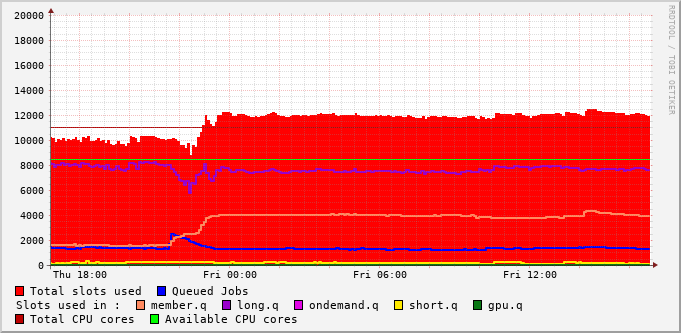 20000
18000
16000
14000
12000
10000
8000
6000
4000
2000
0
Thu 18:00 Fri 00:00 Fri 06:00 Fri 12:00
Total slots used Queued Jobs
Slots used in : member.q long.q ondemand.q short.q gpu.q
Total CPU cores Available CPU cores
RRDTOOL / TOBI OETIKER